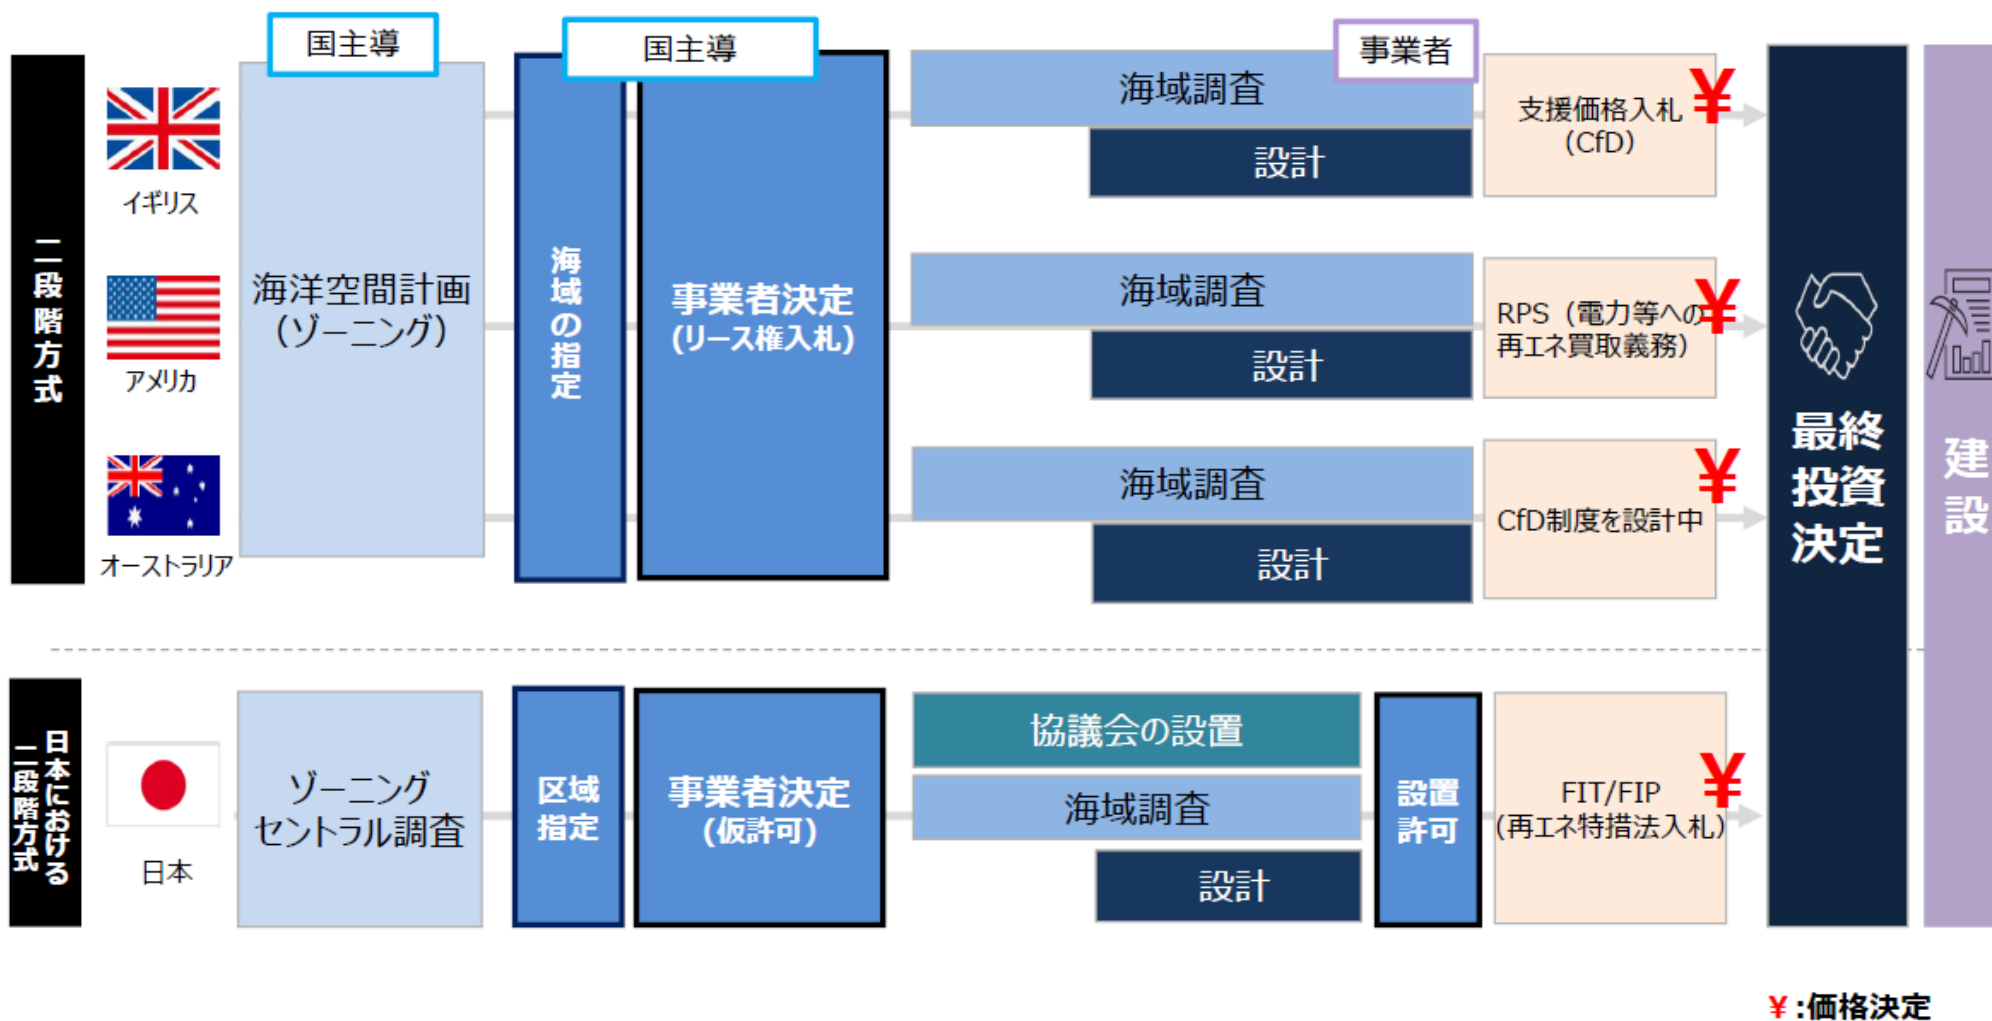 国主導
国主導
事業者
二段階方式
イギリス
アメリカ
オーストラリア
海洋空間計画
(ゾーニング)
海域の指定
事業者決定
(リース権入札)
海域調査
設計
支援価格入札
(CfD)
¥
海域調査
設計
RPS(電力等への
再エネ買取義務)
¥
海域調査
設計
CfD制度を設計中
¥
最終
投資
決定
建設
日本における
二段階方式
日本
ゾーニング
セントラル調査
区域
指定
事業者決定
(仮許可)
協議会の設置
海域調査
設計
設置
許可
FIT/FIP
(再エネ特措法入札)
¥
¥:価格決定